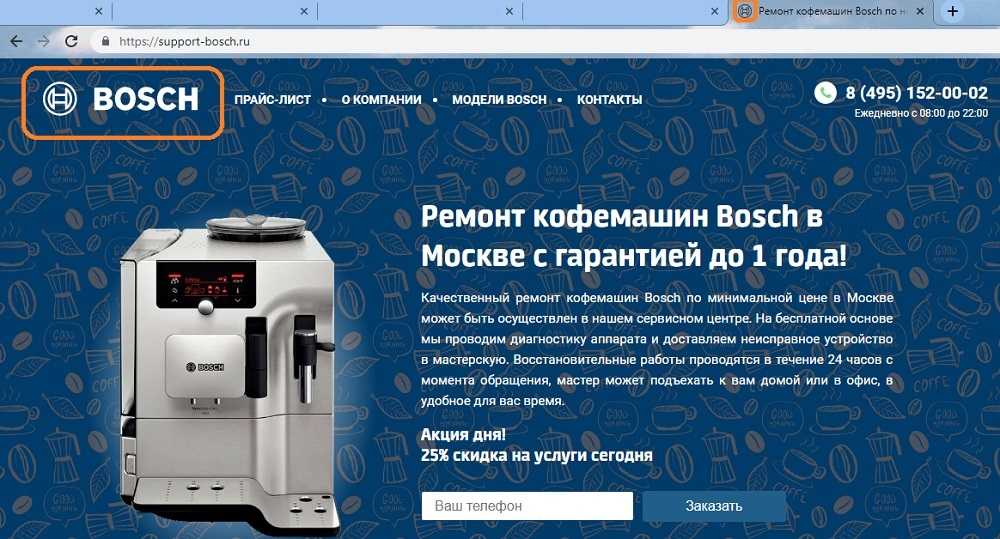 Ремонт кофемашин Bosch по н
https://support-bosch.ru
BOSCH
ПРАЙС-ЛИСТ • О КОМПАНИИ • МОДЕЛИ BOSCH • КОНТАКТЫ
8 (495) 152-00-02
Ежедневно с 08:00 до 22:00
Ремонт кофемашин Bosch в
Москве с гарантией до 1 года!
Качественный ремонт кофемашин Bosch по минимальной цене в Москве
может быть осуществлен в нашем сервисном центре. На бесплатной основе
мы проводим диагностику аппарата и доставляем неисправное устройство
в мастерскую. Восстановительные работы проводятся в течение 24 часов с
момента обращения, мастер может подъехать к вам домой или в офис, в
удобное для вас время.
Акция дня!
25% скидка на услуги сегодня
Ваш телефон
Заказать
BOSCH
COFFEE
GOOD MORNING